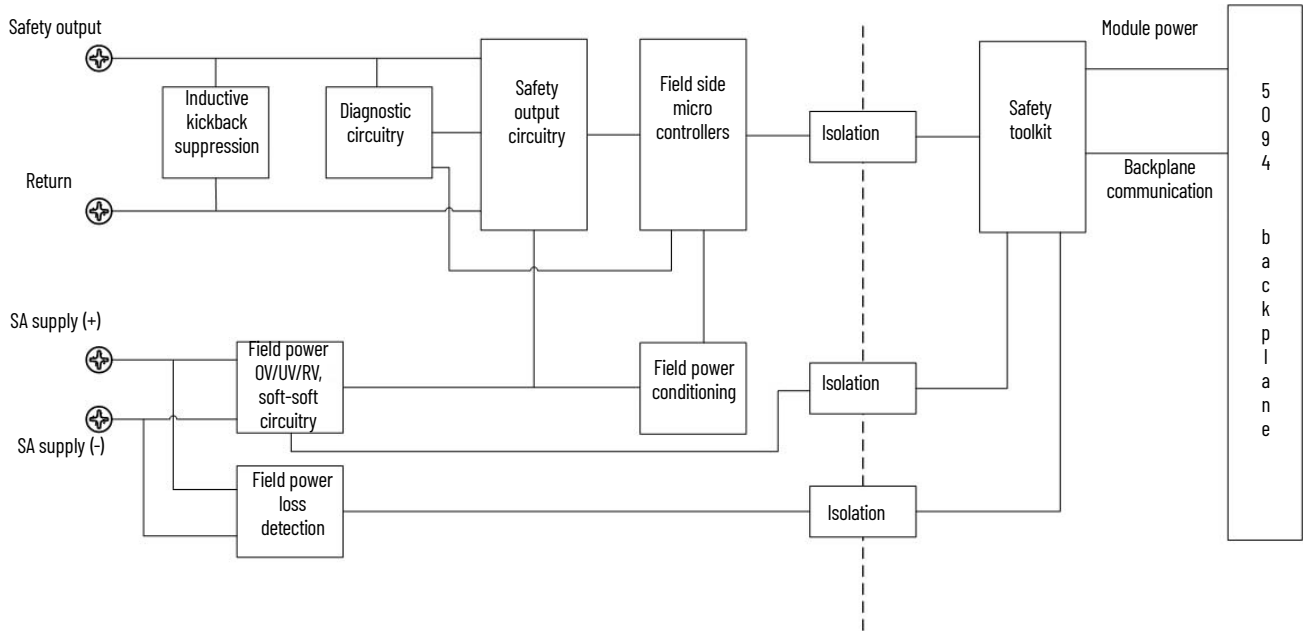 Safety output
Module power
Inductive
kickback
suppression
Diagnostic
circuitry
Safety
output
circuitry
Field side
micro
controllers
Isolation
Safety
toolkit
Backplane
communication
5
0
9
4
b
a
c
k
p
l
a
n
e
Return
SA supply (+)
Field power
OV/UV/RV,
soft-soft
circuitry
Field power
conditioning
Isolation
SA supply (-)
Field power
loss
detection
Isolation